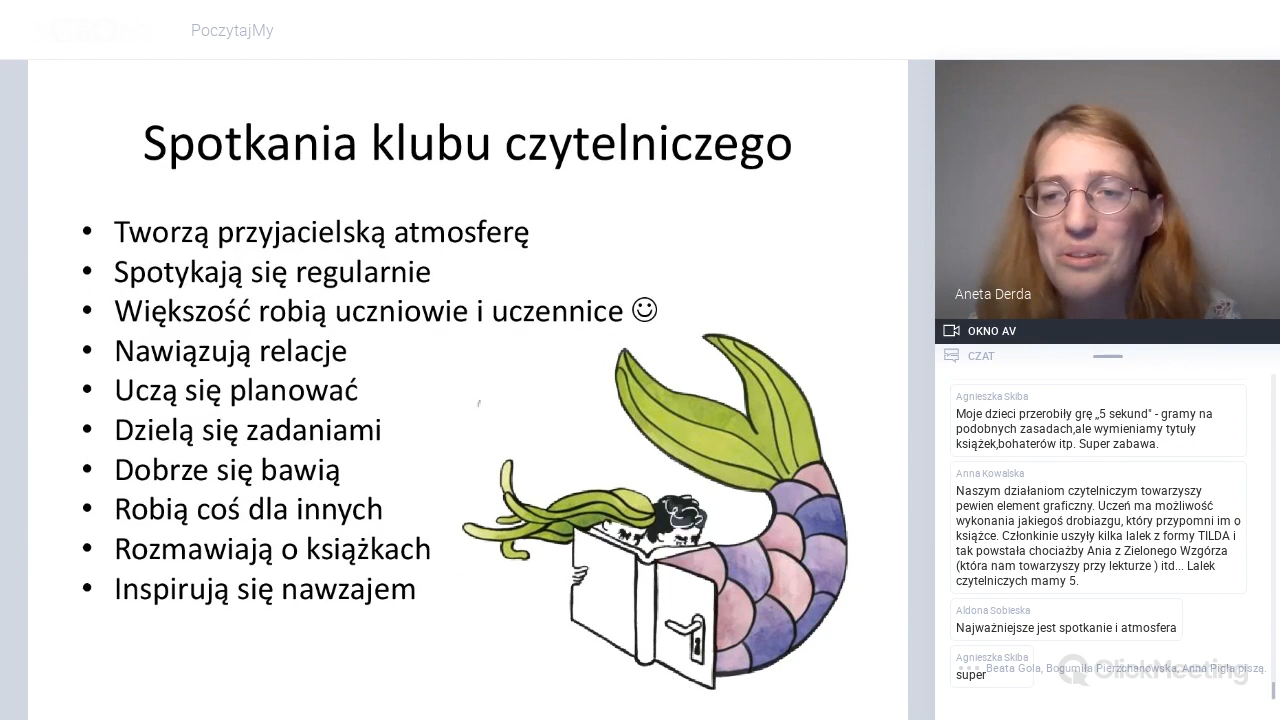 PoczytajMy
Spotkania klubu czytelniczego
• Tworzą przyjacielską atmosferę
• Spotykają się regularnie
• Większość robią uczniowie i uczennice ☺
• Nawiązują relacje
• Uczą się planować
• Dzielą się zadaniami
• Dobrze się bawią
• Robią coś dla innych
• Rozmawiają o książkach
• Inspirują się nawzajem
Aneta Derda
OKNO AV
CZAT
Agnieszka Skiba
Moje dzieci przerobiły grę „5 sekund" - gramy na
podobnych zasadach,ale wymieniamy tytuły
książek,bohaterów itp. Super zabawa.
Anna Kowalska
Naszym działaniom czytelniczym towarzyszy
pewien element graficzny. Uczeń ma możliwość
wykonania jakiegoś drobiazgu, który przypomni im o
książce. Członkinie uszyły kilka lalek z formy TILDA i
tak powstała chociażby Ania z Zielonego Wzgórza
(która nam towarzyszy przy lekturze ) itd... Lalek
czytelniczych mamy 5.
Aldona Sobieska
Najważniejsze jest spotkanie i atmosfera
Agnieszka Skiba
super
Beata Gola, Bogumiła Pierzchanowska, Anna Pigła piszą.
ClickMeeting